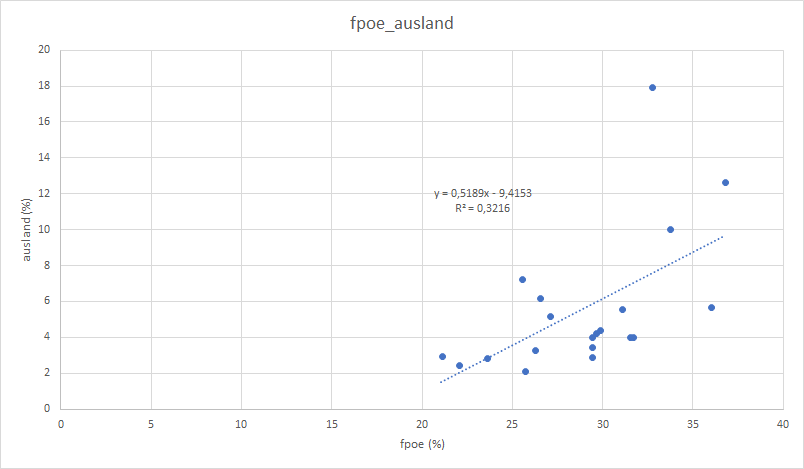 fpoe_ausland
20
18
16
14
12
10
8
6
4
2
0
ausland (%)
y = 0,5189x - 9,4153
R² = 0,3216
0 5 10 15 20 25 30 35 40
fpoe (%)